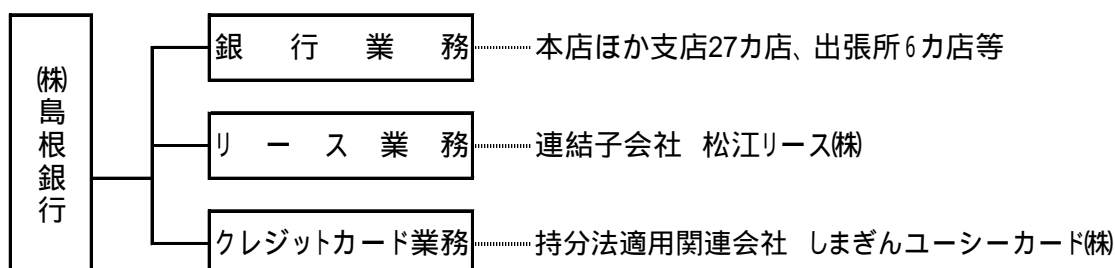 ㈱島根銀行
銀行業務 本店ほか支店27カ店、出張所6カ店等
リース業務 連結子会社 松江リース㈱
クレジットカード業務 持分法適用関連会社 しまぎんユーシーカード㈱